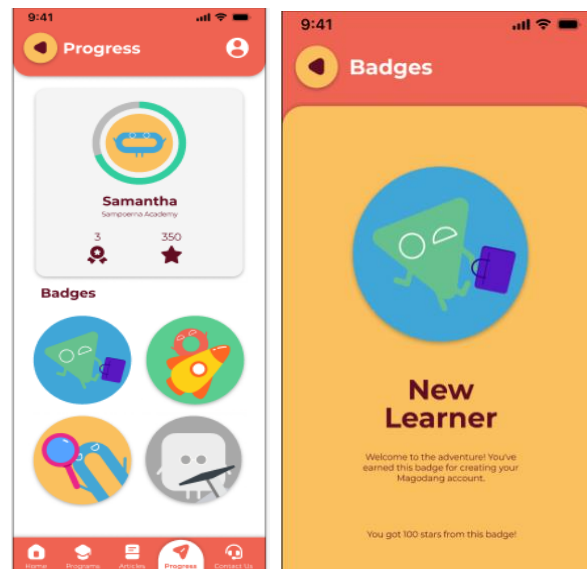 9:41
Progress
Samantha
Sampoerna Academy
3 350
Badges
Home Programs Articles Progress Contact Us
9:41
Badges
New
Learner
Welcome to the adventure! You've
earned this badge for creating your
Magodang account.
You got 100 stars from this badge!